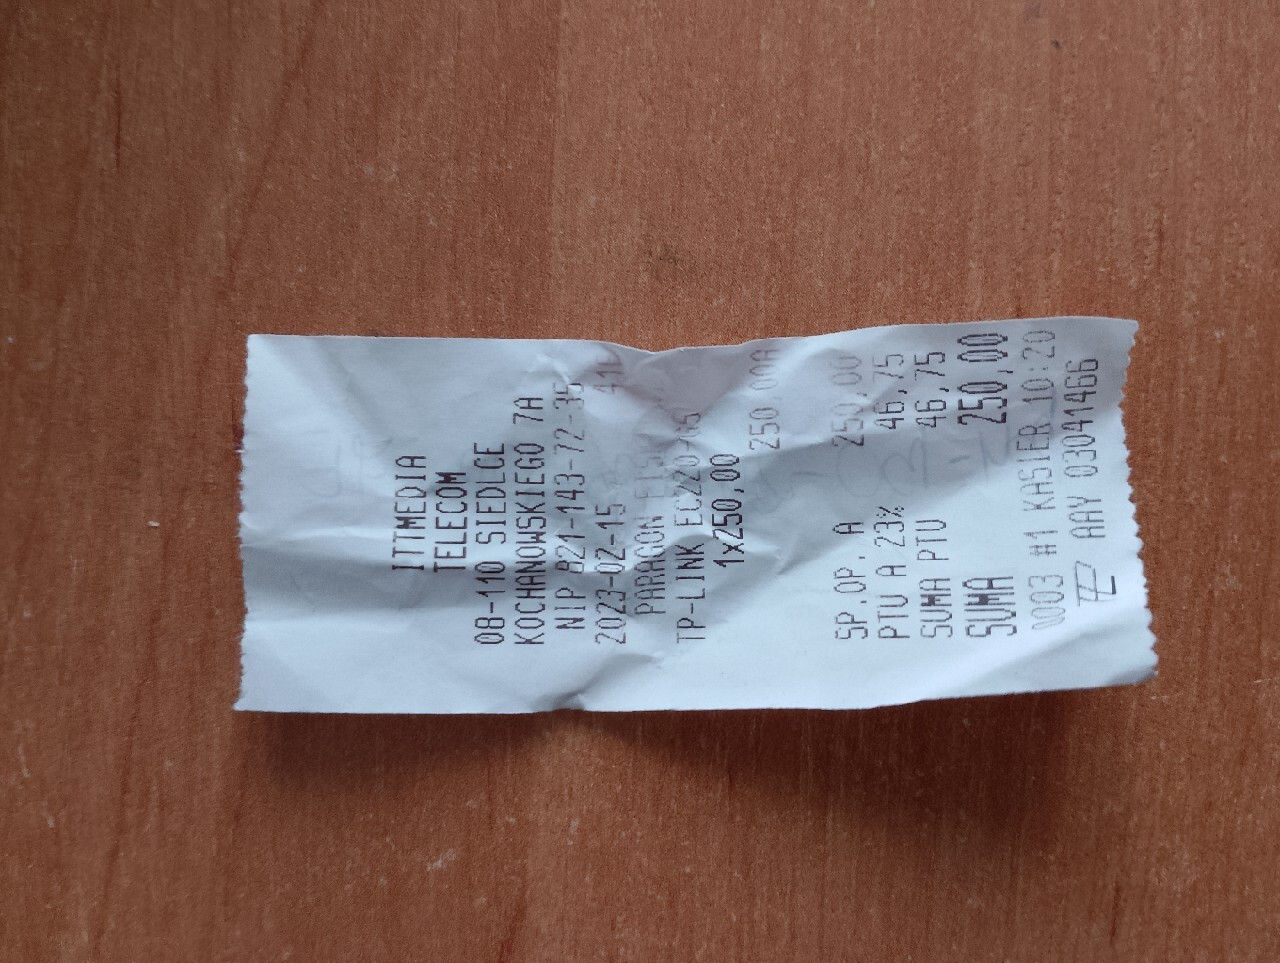 ITTMEDIA
TELECOM
08-110 SIEDLCE
KOCHANOWSKIEGO 7A
NIP 821-143-72-35
2023-02-15
PARAGON
TP-LINK
1x250,00
250,00A
SP.OP. A 250,00
PTU A 23% 46,75
SUMA PTU 46,75
SUMA 250,00
0003 #1 KASIER 10:20
AAY 03041466